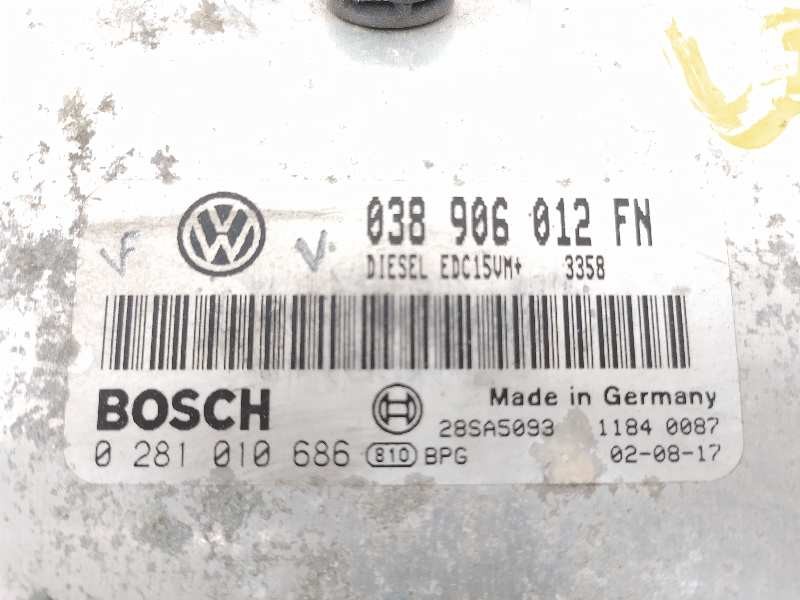 038 906 012 FN
DIESEL EDC15VM+ 3358
BOSCH
Made in Germany
28SA5093 1184 0087
0 281 010 686 810 BPG 02-08-17